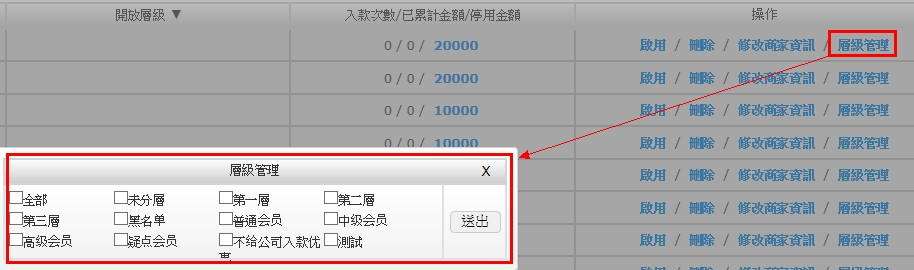 開放層級 ▼ 入款次數/已累計金額/停用金額 操作
0 / 0 / 20000 啟用 / 刪除 / 修改商家資訊 / 層級管理
0 / 0 / 20000 啟用 / 刪除 / 修改商家資訊 / 層級管理
0 / 0 / 10000 啟用 / 刪除 / 修改商家資訊 / 層級管理
0 / 0 / 10000 啟用 / 刪除 / 修改商家資訊 / 層級管理
啟用 / 刪除 / 修改商家資訊 / 層級管理
啟用 / 刪除 / 修改商家資訊 / 層級管理
啟用 / 刪除 / 修改商家資訊 / 層級管理
層級管理 X
全部 未分層 第一層 第二層
第三層 黑名单 普通会员 中级会员
送出
高级会员 疑点会员 不给公司入款优 測試